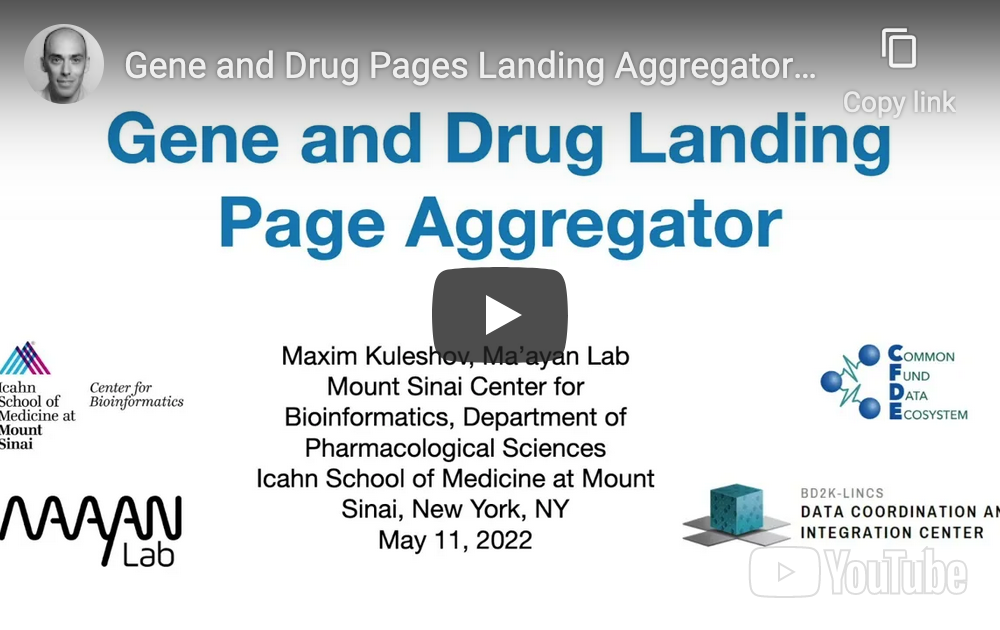 Gene and Drug Pages Landing Aggregator...
Copy link
Gene and Drug Landing
Page Aggregator
Icahn
School of
Medicine at
Mount
Sinai
Center for
Bioinformatics
Maxim Kuleshov, Ma'ayan Lab
Mount Sinai Center for
Bioinformatics, Department of
Pharmacological Sciences
Icahn School of Medicine at Mount
Sinai, New York, NY
May 11, 2022
COMMON
FUND
DATA
ECOSYSTEM
MAAYAN
Lab
BD2K-LINCS
DATA COORDINATION AN
INTEGRATION CENTER
YouTube